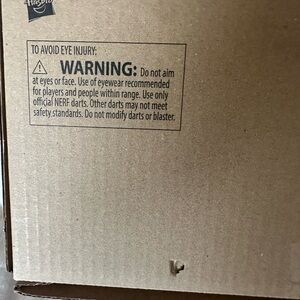 Hasbro
TO AVOID EYE INJURY:
WARNING: Do not aim
at eyes or face. Use of eyewear recommended
for players and people within range. Use only
official NERF darts. Other darts may not meet
safety standards. Do not modify darts or blaster.